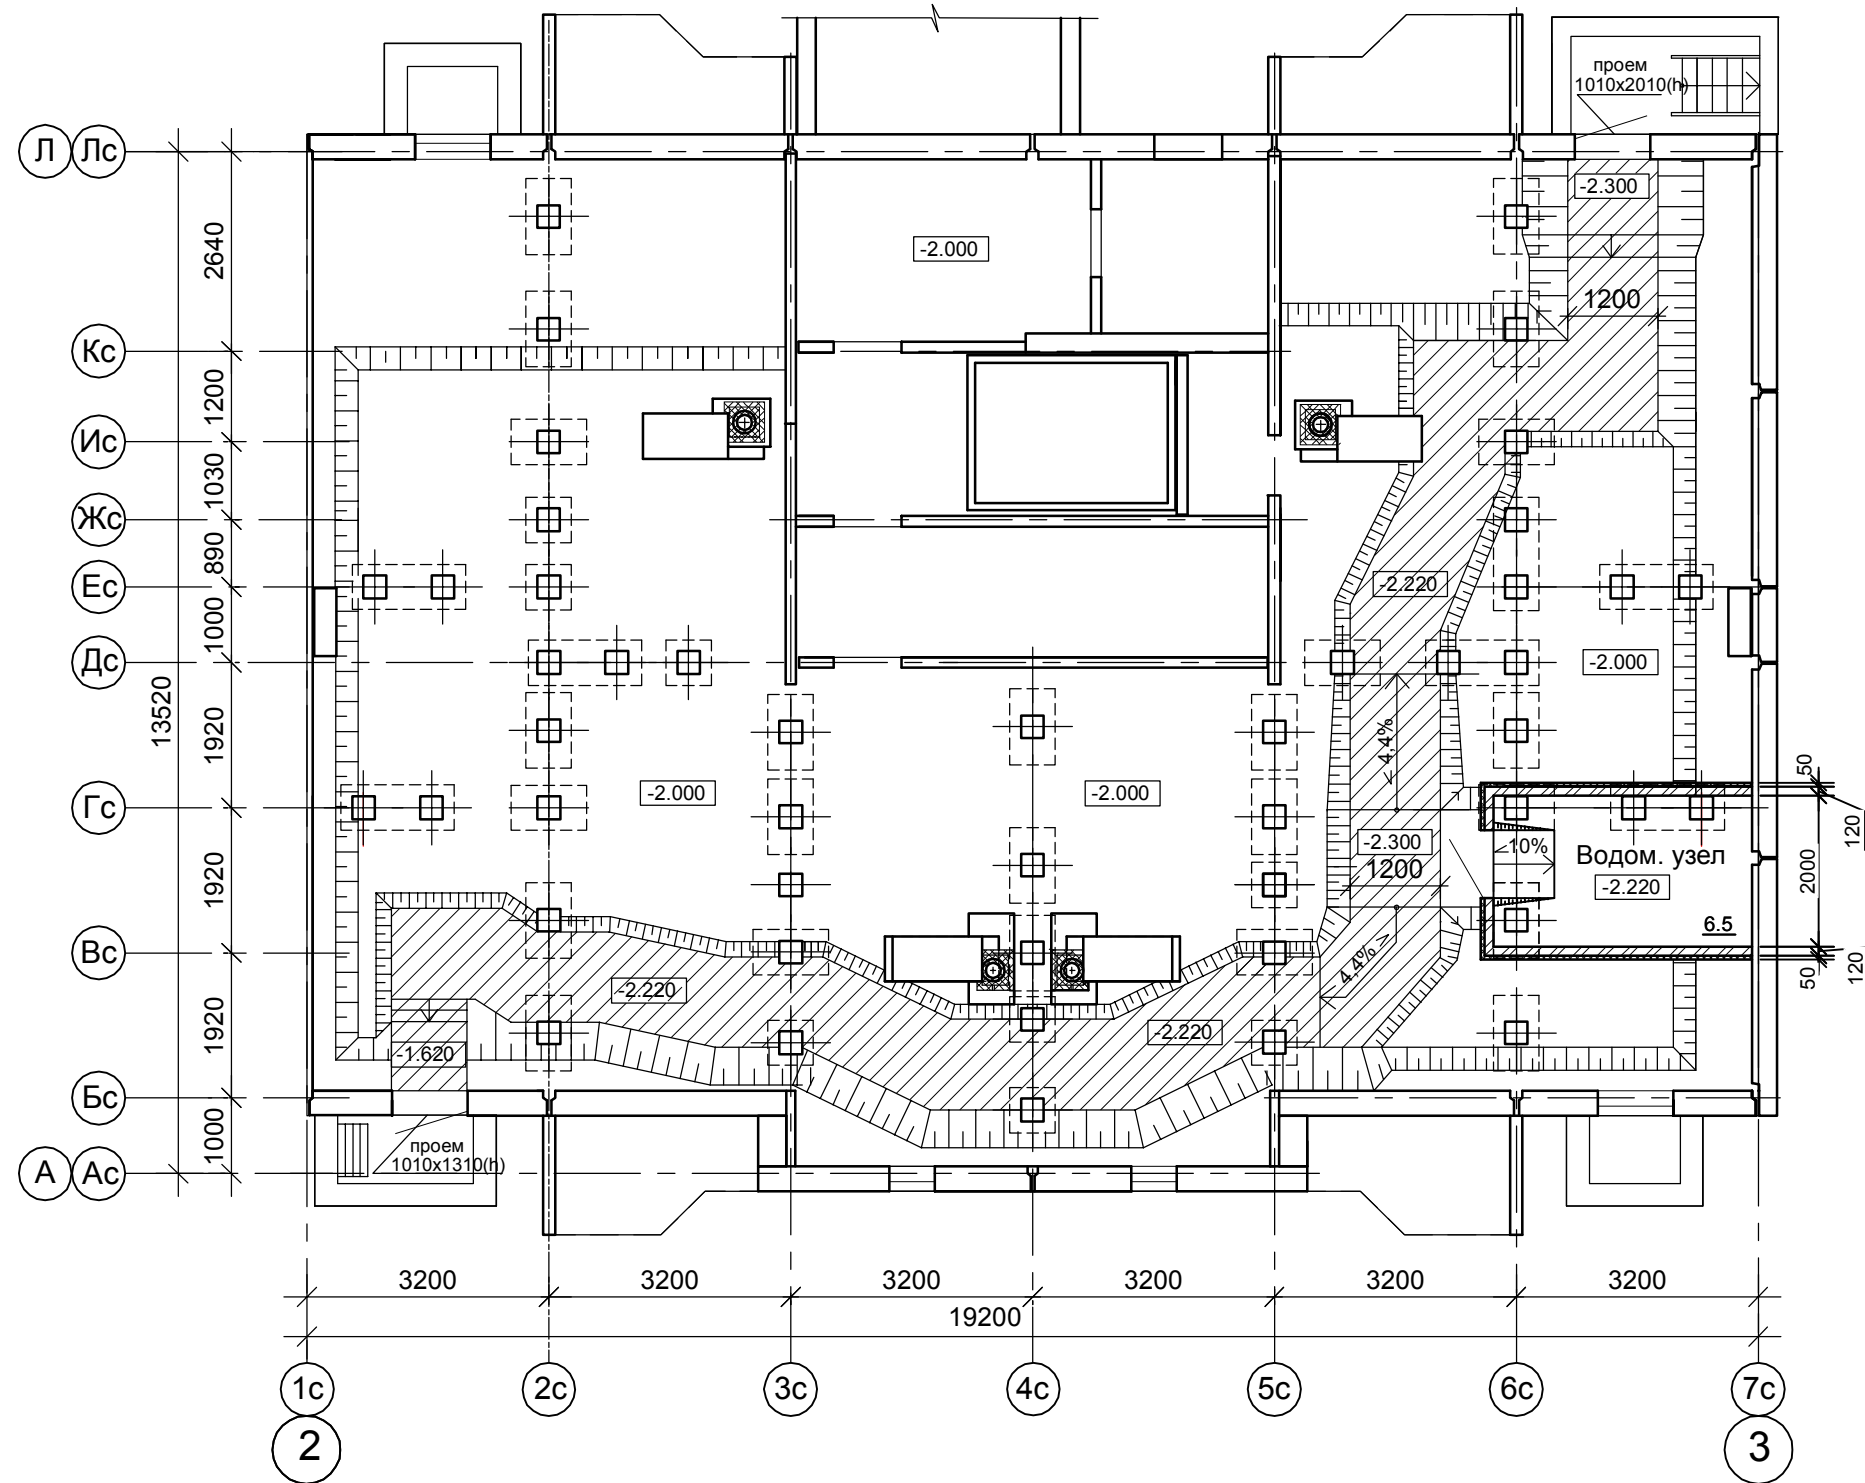 проем
1010х2010(h)
Л Лс
-2.300
2640
-2.000
1200
Кс
1200
Ис
1030
Жс
890
Ес
-2.220
1000
Дс
-2.000
13520
1920
4,4%
50
-2.000
-2.000
Гс
120
-2.300
10%
Водом. узел
1200
2000
-2.220
1920
6.5
Вс
4,4%
50
120
-2.220
1920
-2.220
-1.620
Бс
1000
проем
1010х1310(h)
А Ас
3200 3200 3200 3200 3200 3200
19200
1с 2с 3с 4с 5с 6с 7с
2 3